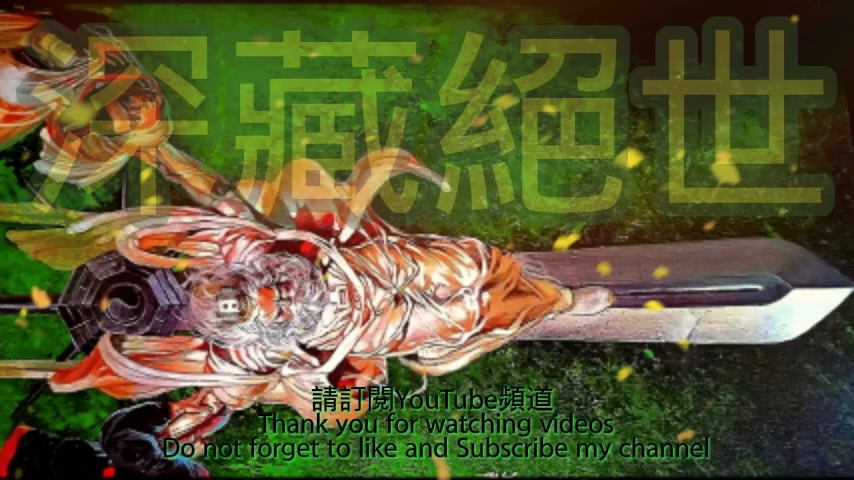 深藏絕世
請訂閱YouTube頻道
Thank you for watching videos
Do not forget to like and Subscribe my channel